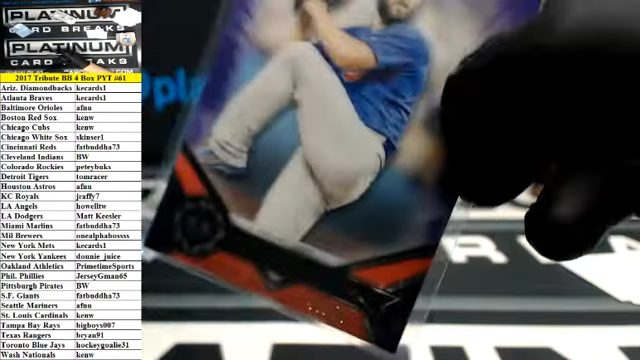 PLATINUM
CARD BREAKS
PLATINUM
2017 Tribute BB 4 Box PYT #61
Ariz. Diamondbacks kecards1
Atlanta Braves kecards1
Baltimore Orioles afnu
Boston Red Sox kenw
Chicago Cubs kenw
Chicago White Sox skinser1
Cincinnati Reds fatbuddha73
Cleveland Indians BW
Colorado Rockies peteybuks
Detroit Tigers tomracer
Houston Astros afnu
KC Royals jraffy7
LA Angels howelltw
LA Dodgers Matt Keesler
Miami Marlins fatbuddha73
Mil Brewers onealphabossss
New York Mets kecards1
New York Yankees donnie_juice
Oakland Athletics PrimetimeSports
Phil. Phillies JerseyGman65
Pittsburgh Pirates BW
S.F. Giants fatbuddha73
Seattle Mariners afnu
St. Louis Cardinals kenw
Tampa Bay Rays bigboys007
Texas Rangers bryan91
Toronto Blue Jays hockeygoalie31
Wash Nationals kenw